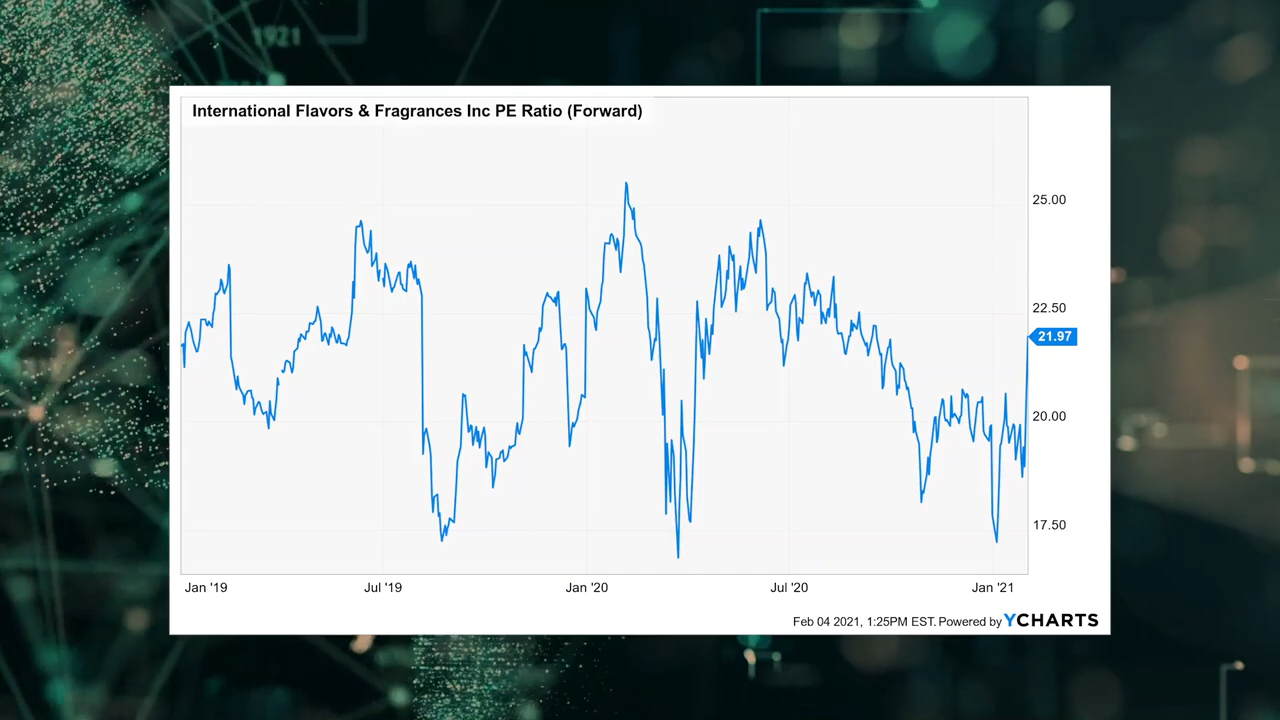 1921
International Flavors & Fragrances Inc PE Ratio (Forward)
25.00
22.50
21.97
20.00
17.50
Jan '19 Jul '19 Jan '20 Jul '20 Jan '21
Feb 04 2021, 1:25PM EST. Powered by YCHARTS